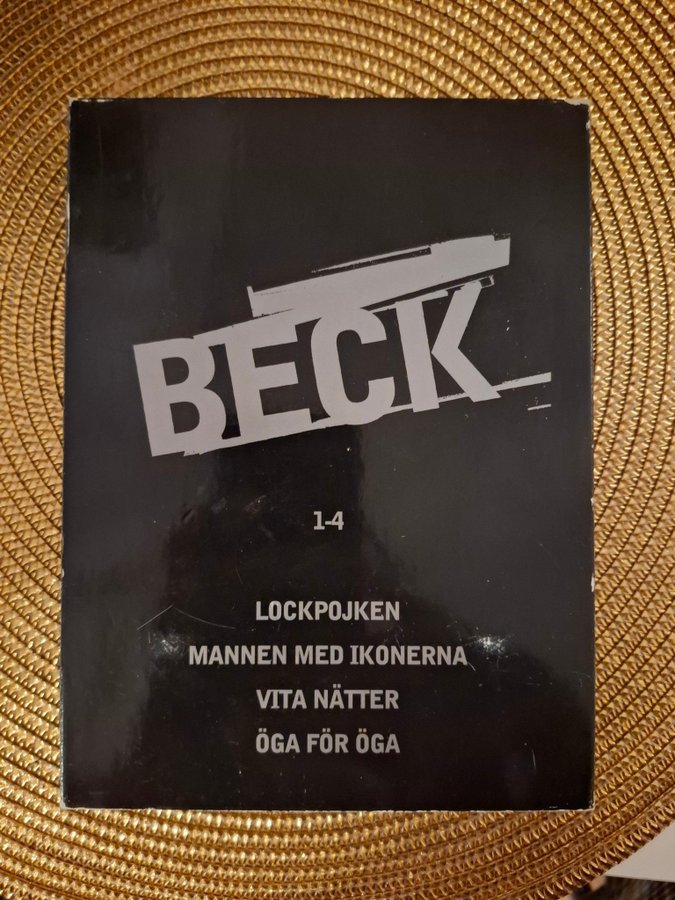 BECK
1-4
LOCKPOJKEN
MANNEN MED IKONERNA
VITA NÄTTER
ÖGA FÖR ÖGA